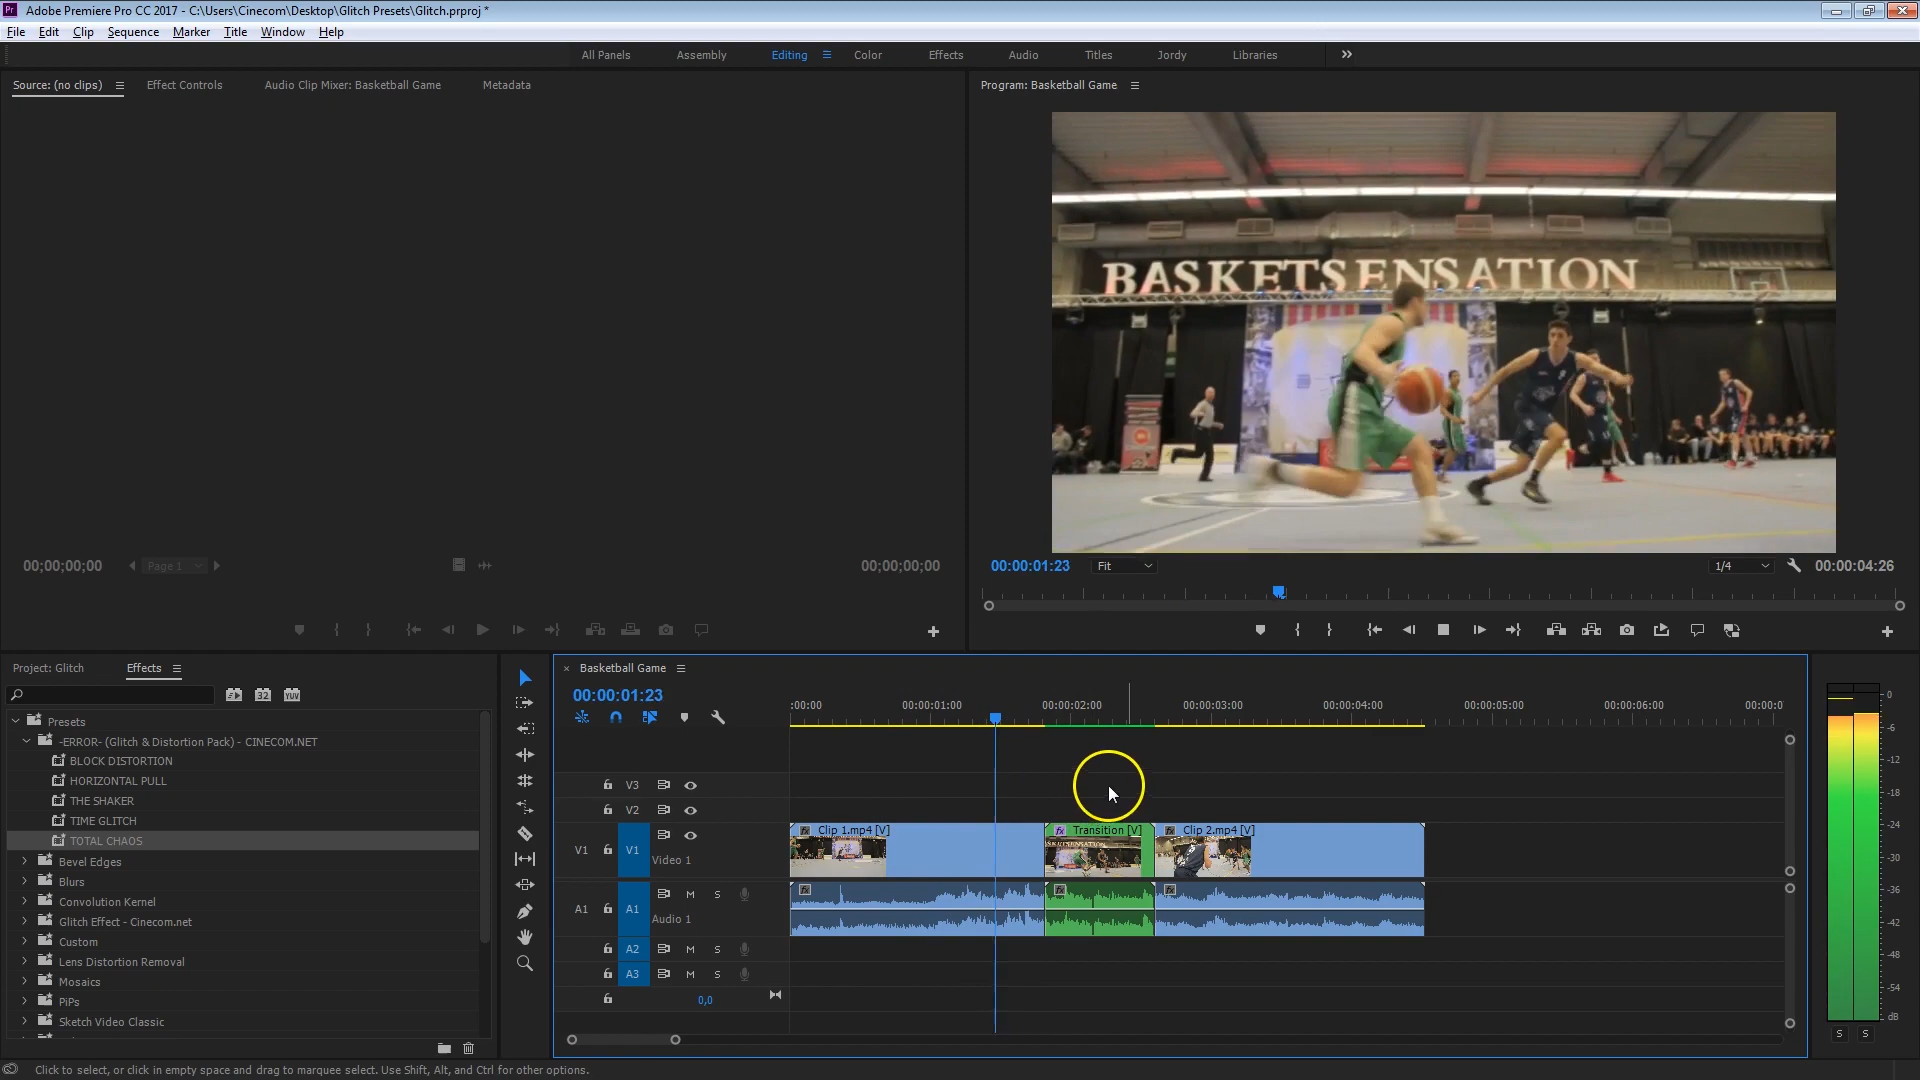 Adobe Premiere Pro CC 2017 - C:\Users\Cinecom\Desktop\Glitch Presets\Glitch.prproj *
File Edit Clip Sequence Marker Title Window Help
All Panels Assembly Editing Color Effects Audio Titles Jordy Libraries
Source: (no clips) Effect Controls Audio Clip Mixer: Basketball Game Metadata
Program: Basketball Game
BASKETSENSATION
00;00;00;00 Page 1 00;00;00;00
00:00:01:23 Fit 1/4 00:00:04:26
Project: Glitch Effects
Basketball Game
00:00:01:23
:00:00 00:00:01:00 00:00:02:00 00:00:03:00 00:00:04:00 00:00:05:00 00:00:06:00 00:00:0
Presets
-ERROR- (Glitch & Distortion Pack) - CINECOM.NET
BLOCK DISTORTION
HORIZONTAL PULL
THE SHAKER
TIME GLITCH
TOTAL CHAOS
Bevel Edges
Blurs
Convolution Kernel
Glitch Effect - Cinecom.net
Custom
Lens Distortion Removal
Mosaics
PiPs
Sketch Video Classic
V3
V2
V1 V1 Video 1
Clip 1.mp4 [V] Transition [V] Clip 2.mp4 [V]
A1 A1 M S Audio 1
A2 M S
A3 M S
0,0
0
-6
-12
-18
-24
-30
-36
-42
-48
-54
dB
S S
Click to select, or click in empty space and drag to marquee select. Use Shift, Alt, and Ctrl for other options.